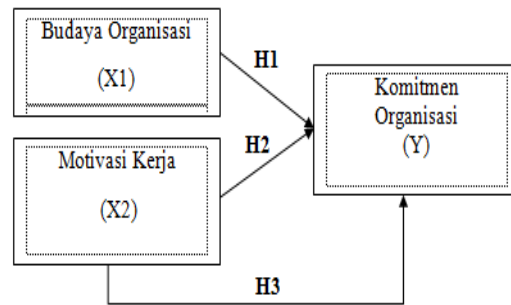 Budaya Organisasi
(X1)
H1
Komitmen
Organisasi
(Y)
H2
Motivasi Kerja
(X2)
H3